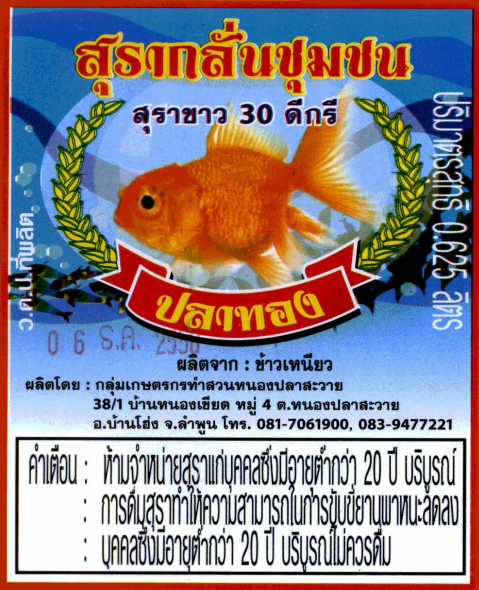 สุรากลั่นชุมชน
สุราขาว 30 ดีกรี
ปริมาตรสุทธิ 0.625 ลิตร
ว.ด.ป.ที่ผลิต
ปลาทอง
0 6 ธ.ค.
ผลิตจาก : ข้าวเหนียว
ผลิตโดย : กลุ่มเกษตรกรทำสวนหนองปลาสะวาย
38/1 บ้านหนองเขียด หมู่ 4 ต.หนองปลาสะวาย
อ.บ้านโฮ่ง จ.ลำพูน โทร. 081-7061900, 083-9477221
คำเตือน : ห้ามจำหน่ายสุราแก่บุคคลซึ่งมีอายุต่ำกว่า 20 ปี บริบูรณ์
: การดื่มสุราทำให้ความสามารถในการขับขี่ยานพาหนะลดลง
: บุคคลซึ่งมีอายุต่ำกว่า 20 ปี บริบูรณ์ไม่ควรดื่ม